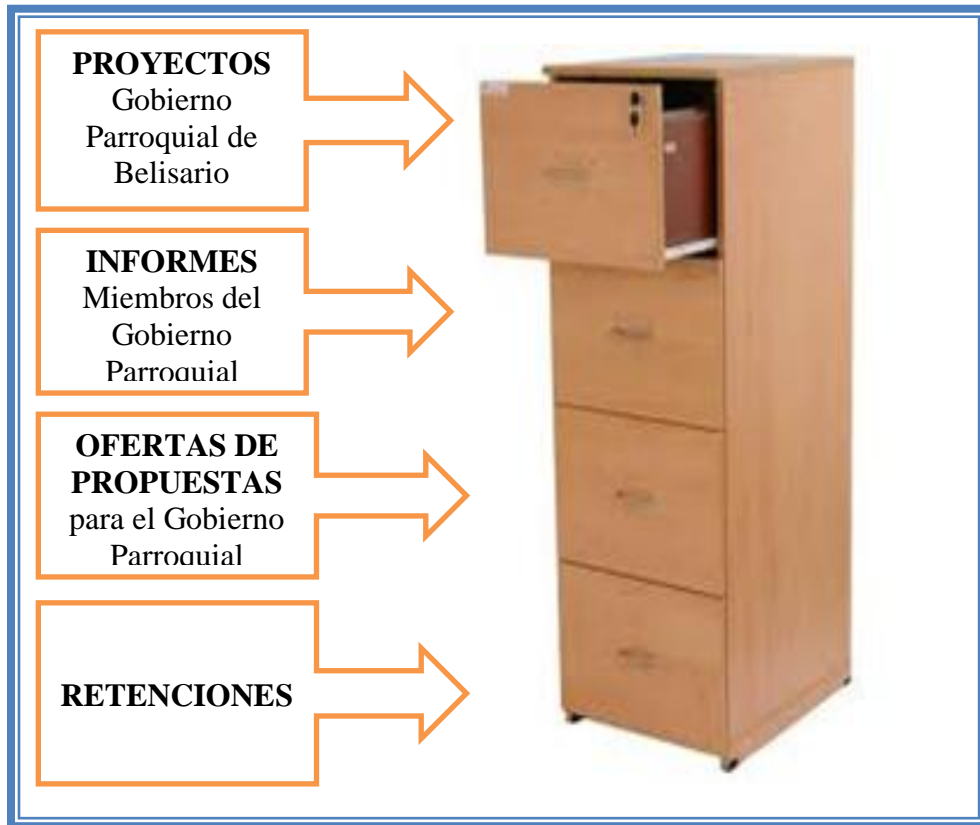 PROYECTOS
Gobierno
Parroquial de
Belisario
INFORMES
Miembros del
Gobierno
Parroquial
OFERTAS DE
PROPUESTAS
para el Gobierno
Parroquial
RETENCIONES